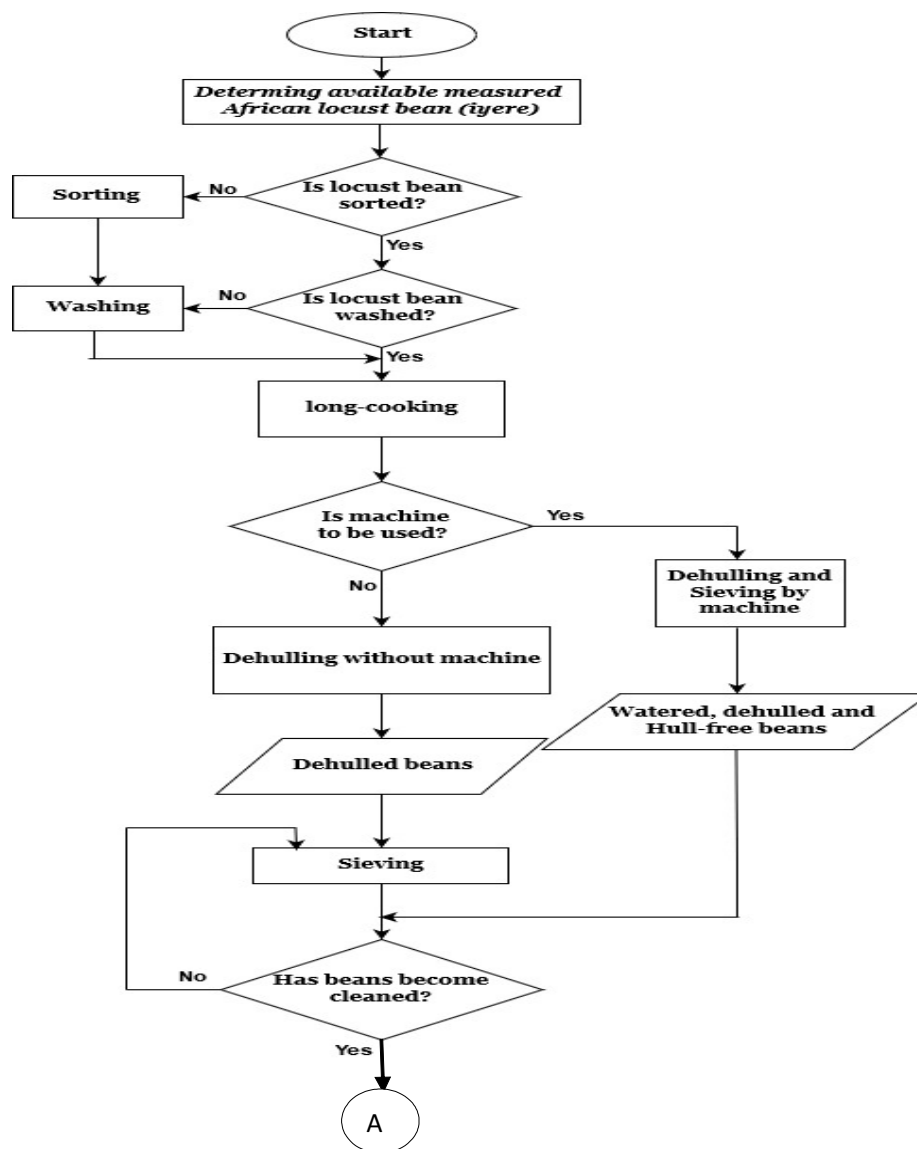 Start
Determing available measured
African locust bean (iyere)
Is locust bean
sorted?
No
Sorting
Yes
Is locust bean
washed?
No
Washing
Yes
long-cooking
Is machine
to be used?
Yes
No
Dehulling and
Sieving by
machine
Dehulling without machine
Watered, dehulled and
Hull-free beans
Dehulled beans
Sieving
Has beans become
cleaned?
No
Yes
A